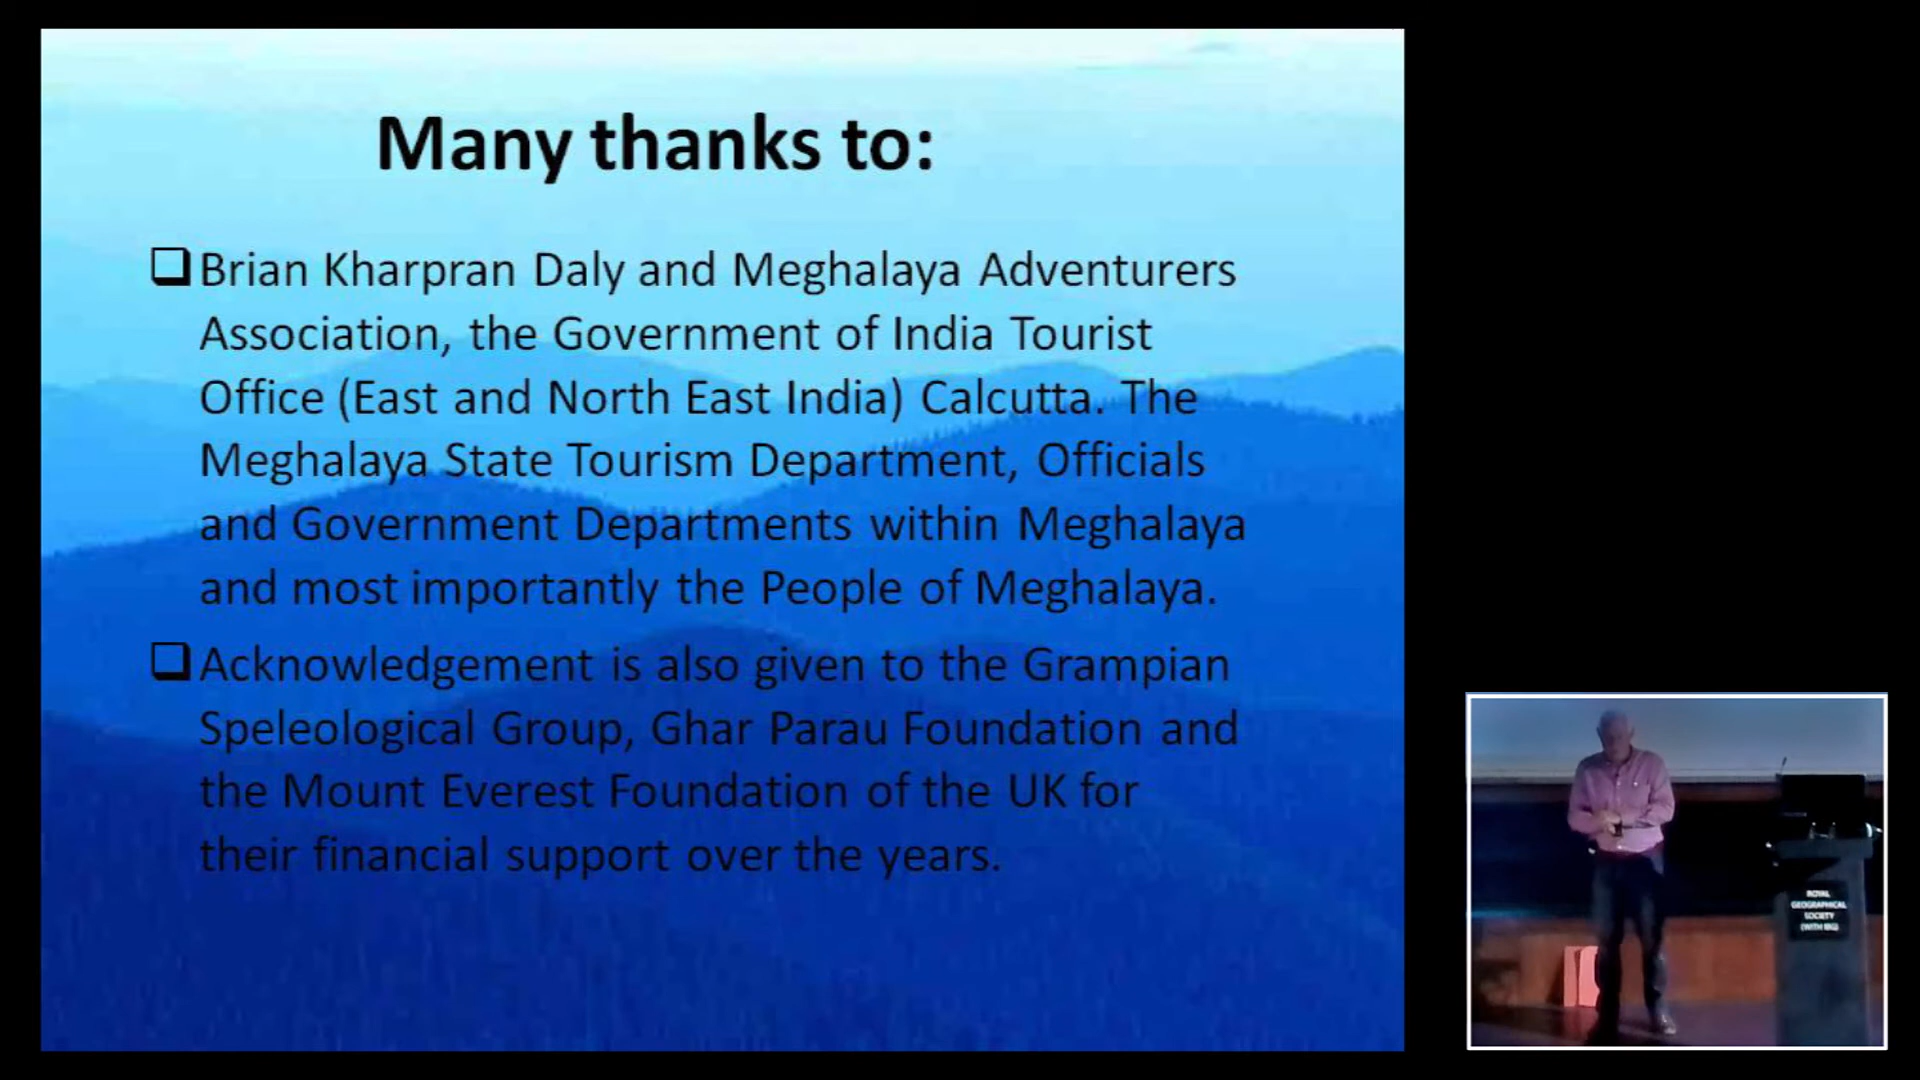 Many thanks to:
Brian Kharpran Daly and Meghalaya Adventurers
Association, the Government of India Tourist
Office (East and North East India) Calcutta. The
Meghalaya State Tourism Department, Officials
and Government Departments within Meghalaya
and most importantly the People of Meghalaya.
Acknowledgement is also given to the Grampian
Speleological Group, Ghar Parau Foundation and
the Mount Everest Foundation of the UK for
their financial support over the years.
ROYAL
GEOGRAPHICAL
SOCIETY
(WITH IBG)